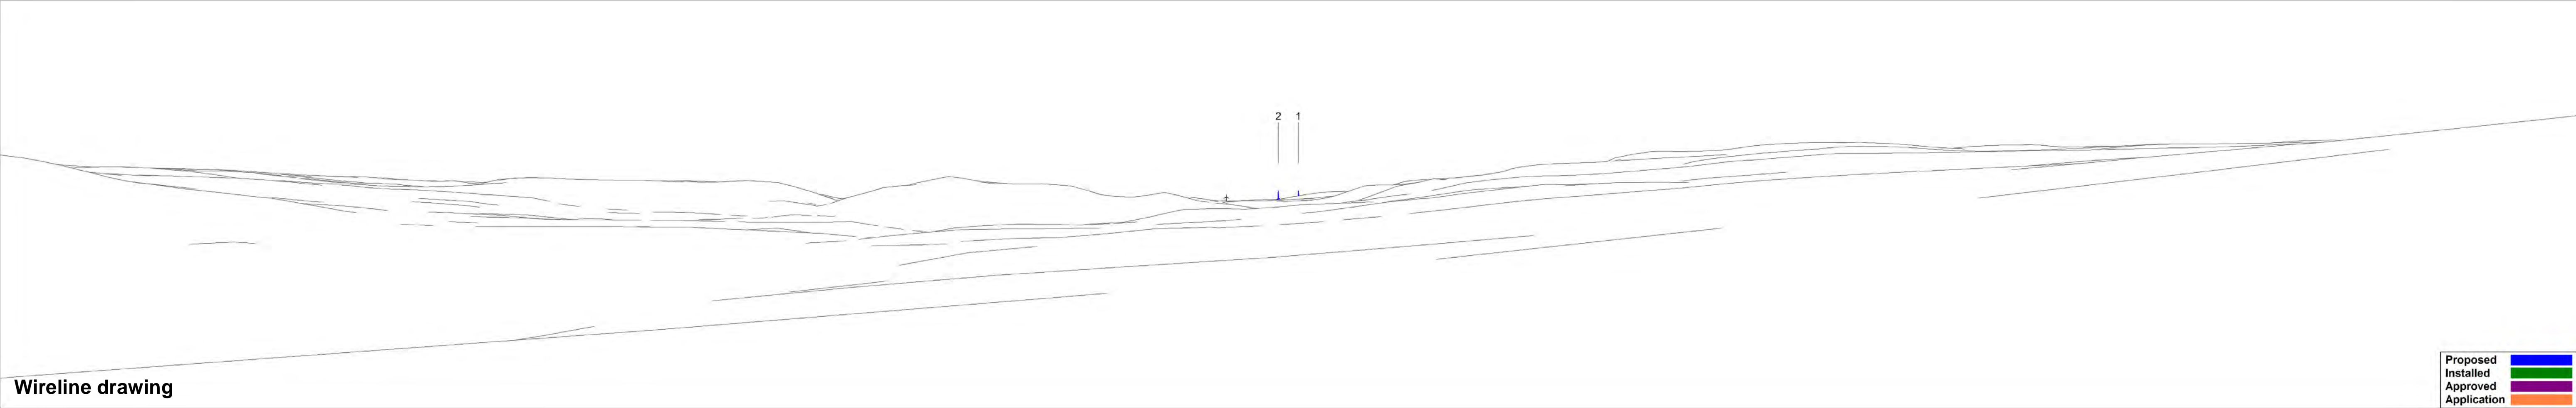 2 1
Proposed
Installed
Approved
Application
Wireline drawing